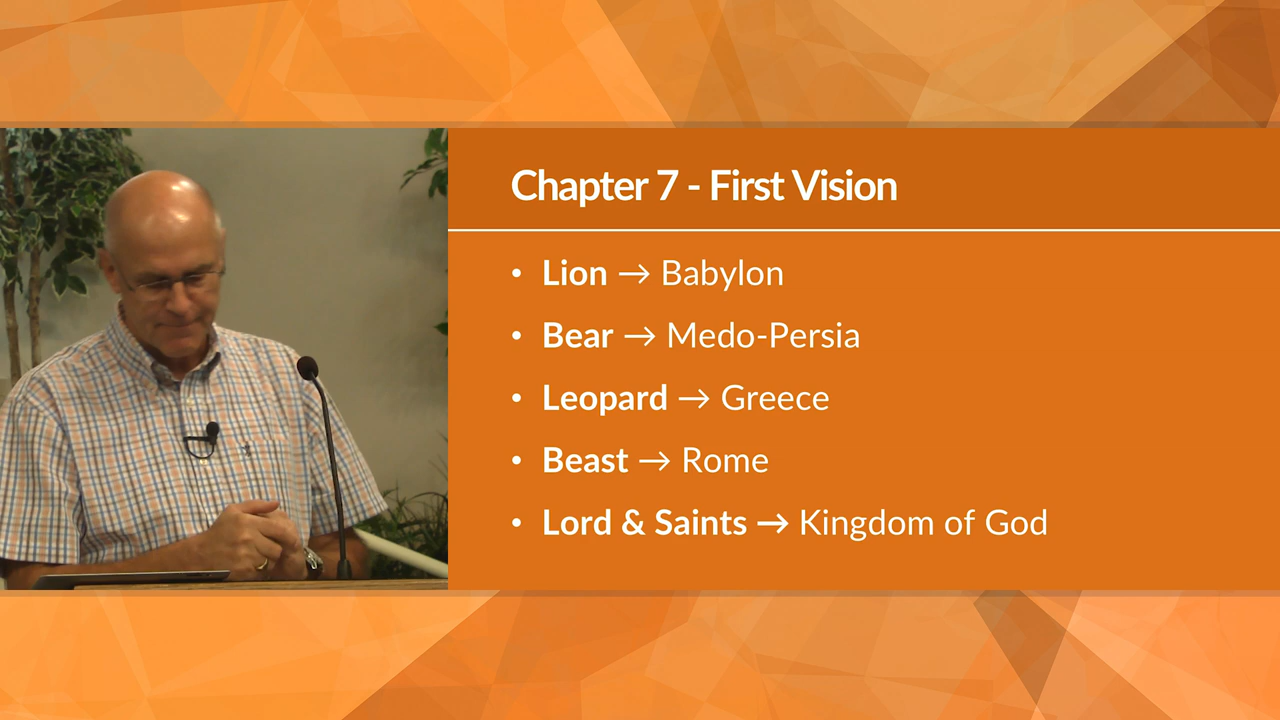 Chapter 7 - First Vision
• Lion → Babylon
• Bear → Medo-Persia
• Leopard → Greece
• Beast → Rome
• Lord & Saints → Kingdom of God